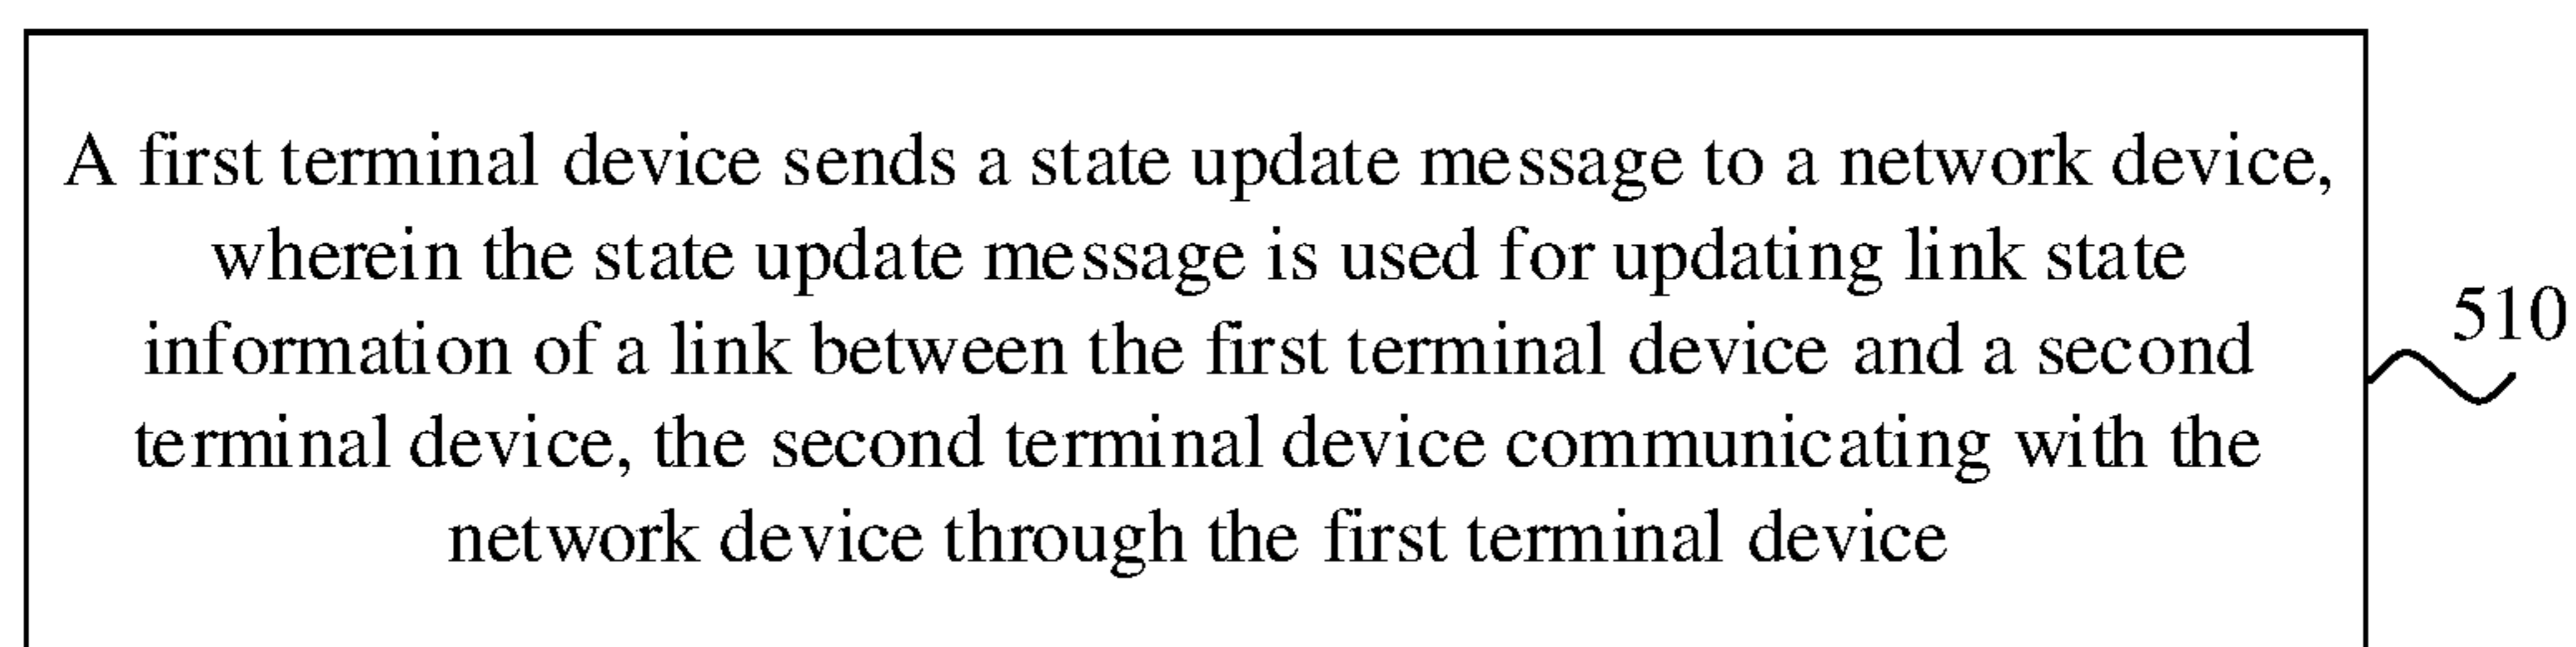 A first terminal device sends a state update message to a network device,
wherein the state update message is used for updating link state
information of a link between the first terminal device and a second
terminal device, the second terminal device communicating with the
network device through the first terminal device
510